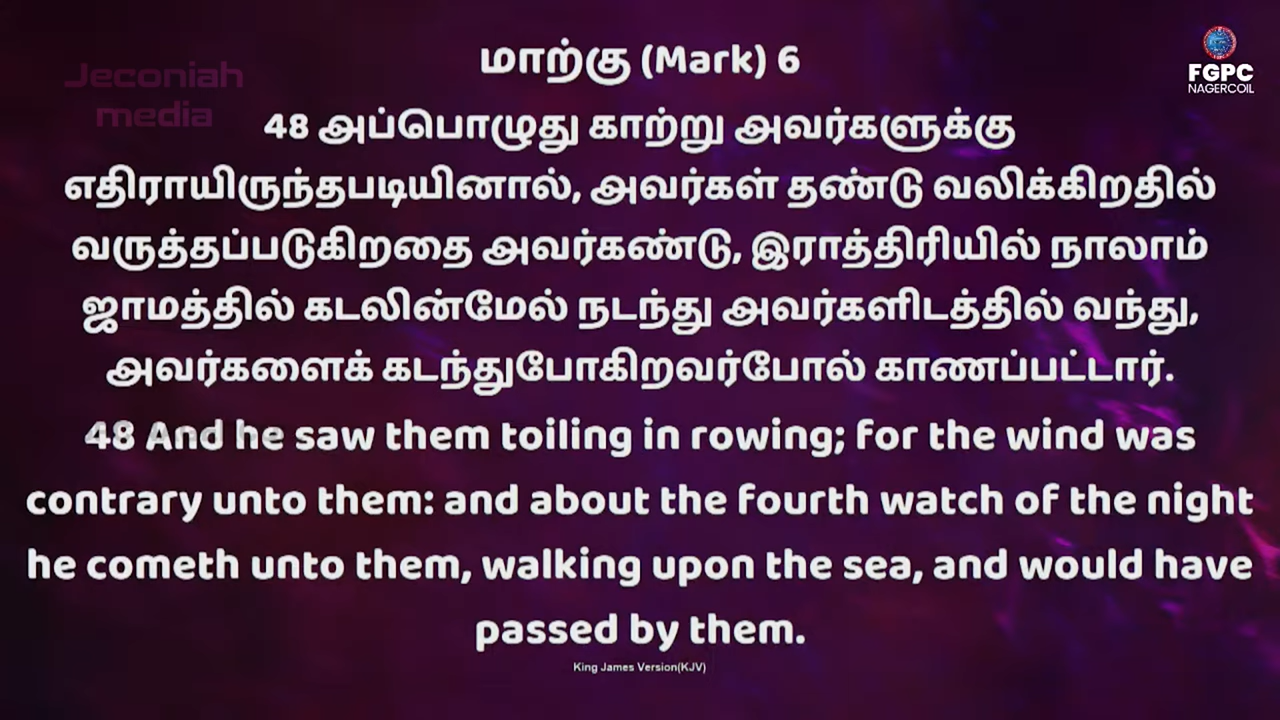 Jeconiah
media
FGPC
NAGERCOIL
மாற்கு (Mark) 6
48 அப்பொழுது காற்று அவர்களுக்கு
எதிராயிருந்தபடியினால், அவர்கள் தண்டு வலிக்கிறதில்
வருத்தப்படுகிறதை அவர்கண்டு, இராத்திரியில் நாலாம்
ஜாமத்தில் கடலின்மேல் நடந்து அவர்களிடத்தில் வந்து,
அவர்களைக் கடந்துபோகிறவர்போல் காணப்பட்டார்.
48 And he saw them toiling in rowing; for the wind was
contrary unto them: and about the fourth watch of the night
he cometh unto them, walking upon the sea, and would have
passed by them.
King James Version(KJV)